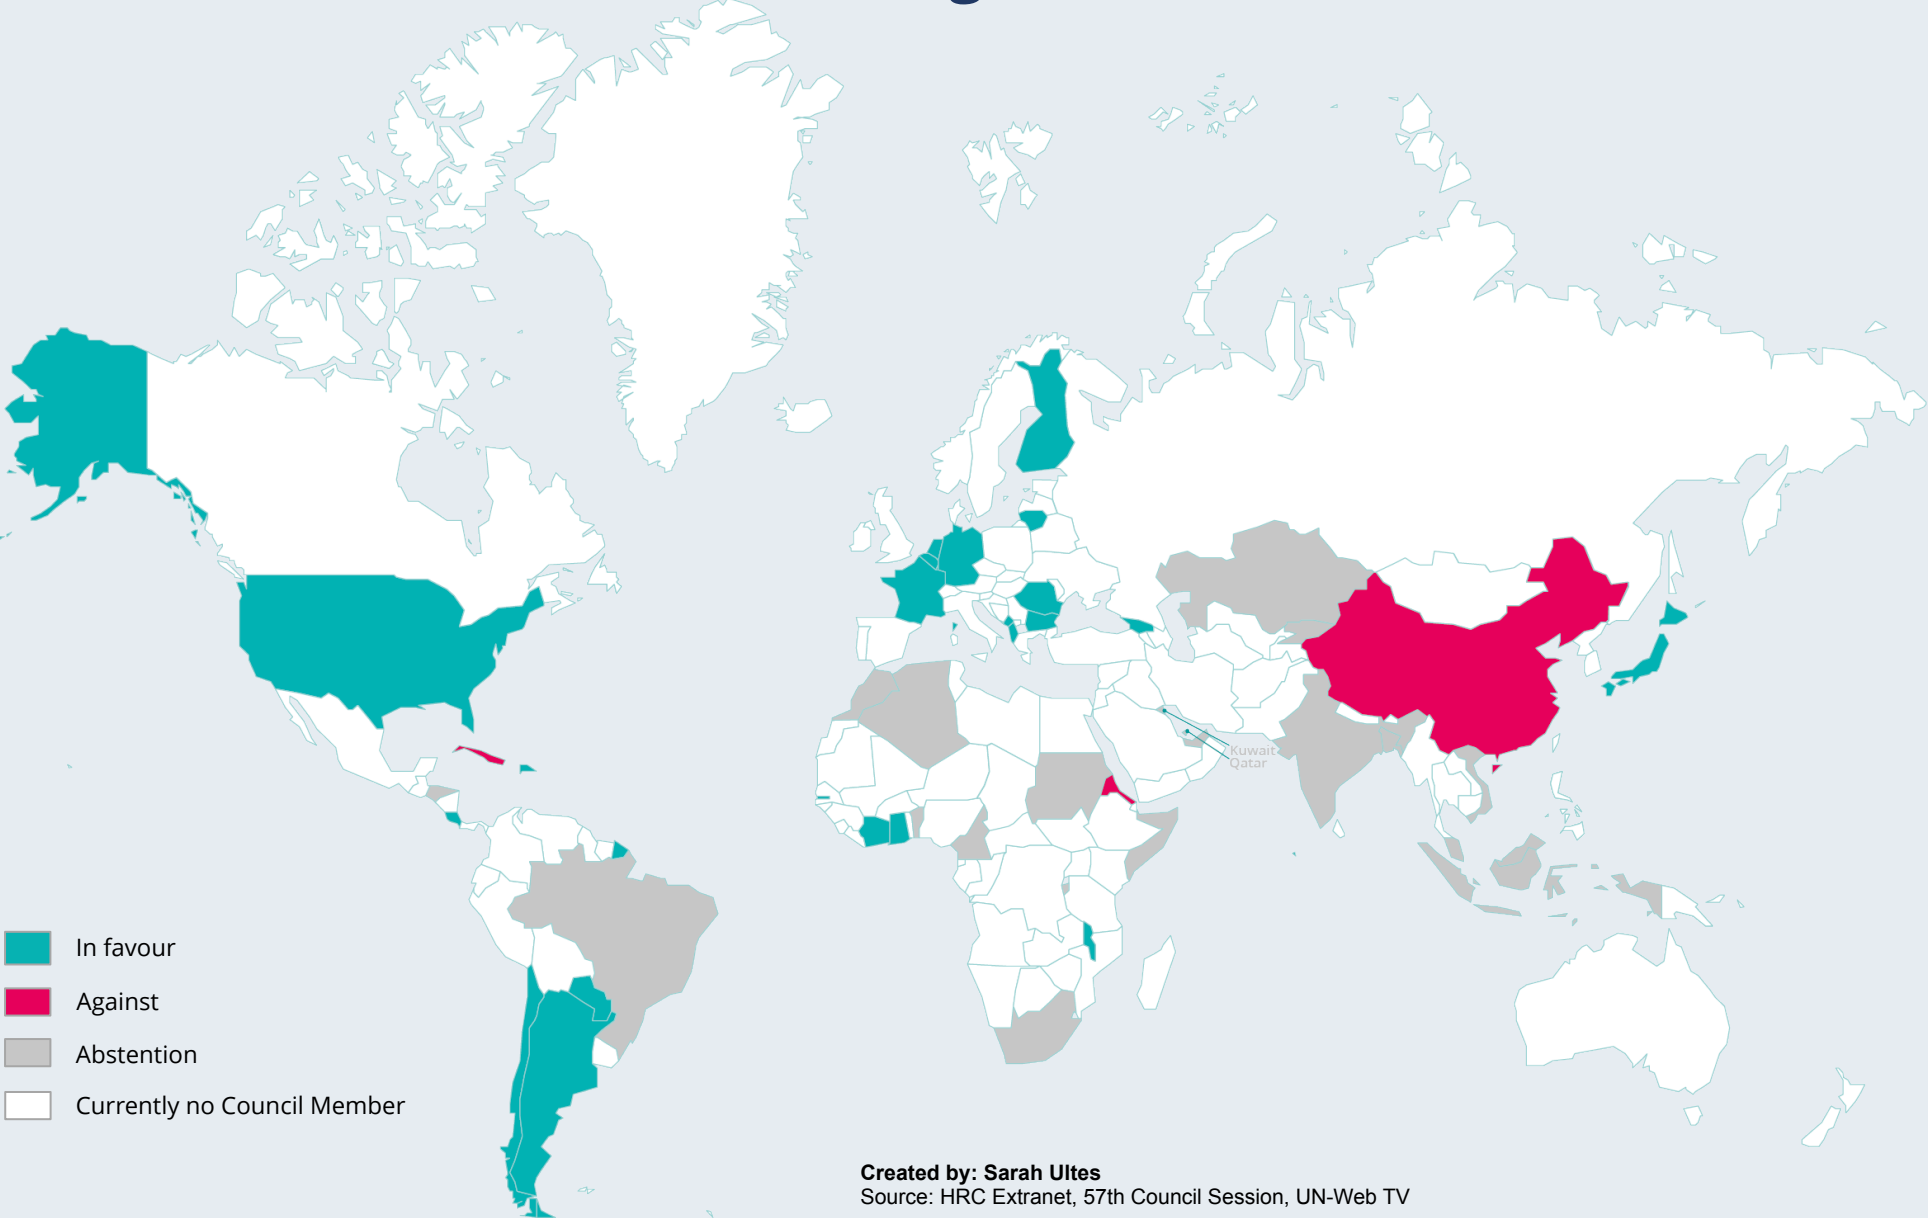 Kuwait
Qatar
In favour
Against
Abstention
Currently no Council Member
Created by: Sarah Ultes
Source: HRC Extranet, 57th Council Session, UN-Web TV